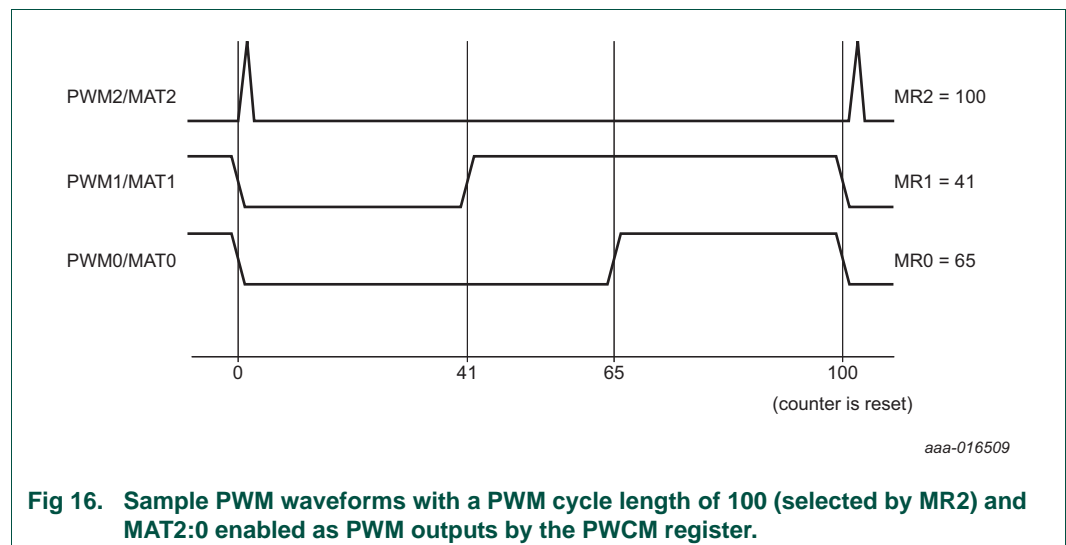 PWM2/MAT2
MR2 = 100
PWM1/MAT1
MR1 = 41
PWM0/MAT0
MR0 = 65
0
41
65
100
(counter is reset)
aaa-016509
Fig 16. Sample PWM waveforms with a PWM cycle length of 100 (selected by MR2) and
MAT2:0 enabled as PWM outputs by the PWCM register.